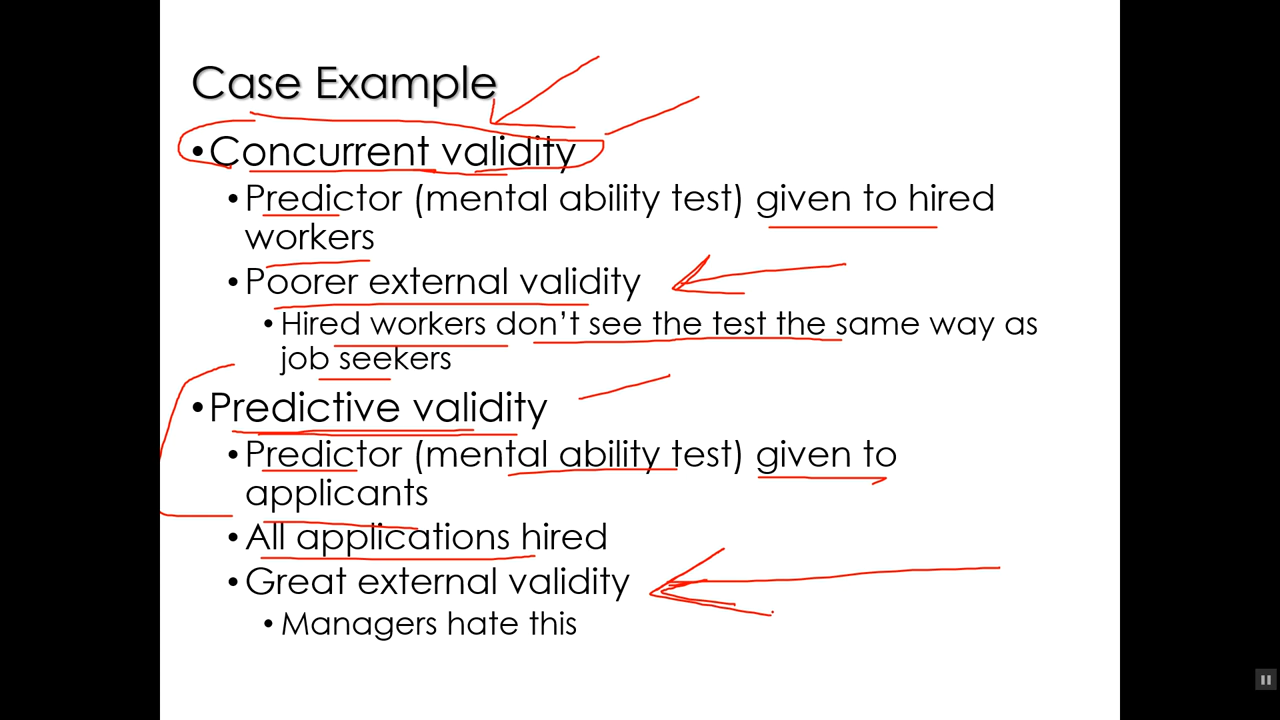 Case Example
•Concurrent validity
•Predictor (mental ability test) given to hired
workers
•Poorer external validity
•Hired workers don't see the test the same way as
job seekers
•Predictive validity
•Predictor (mental ability test) given to
applicants
•All applications hired
•Great external validity
•Managers hate this